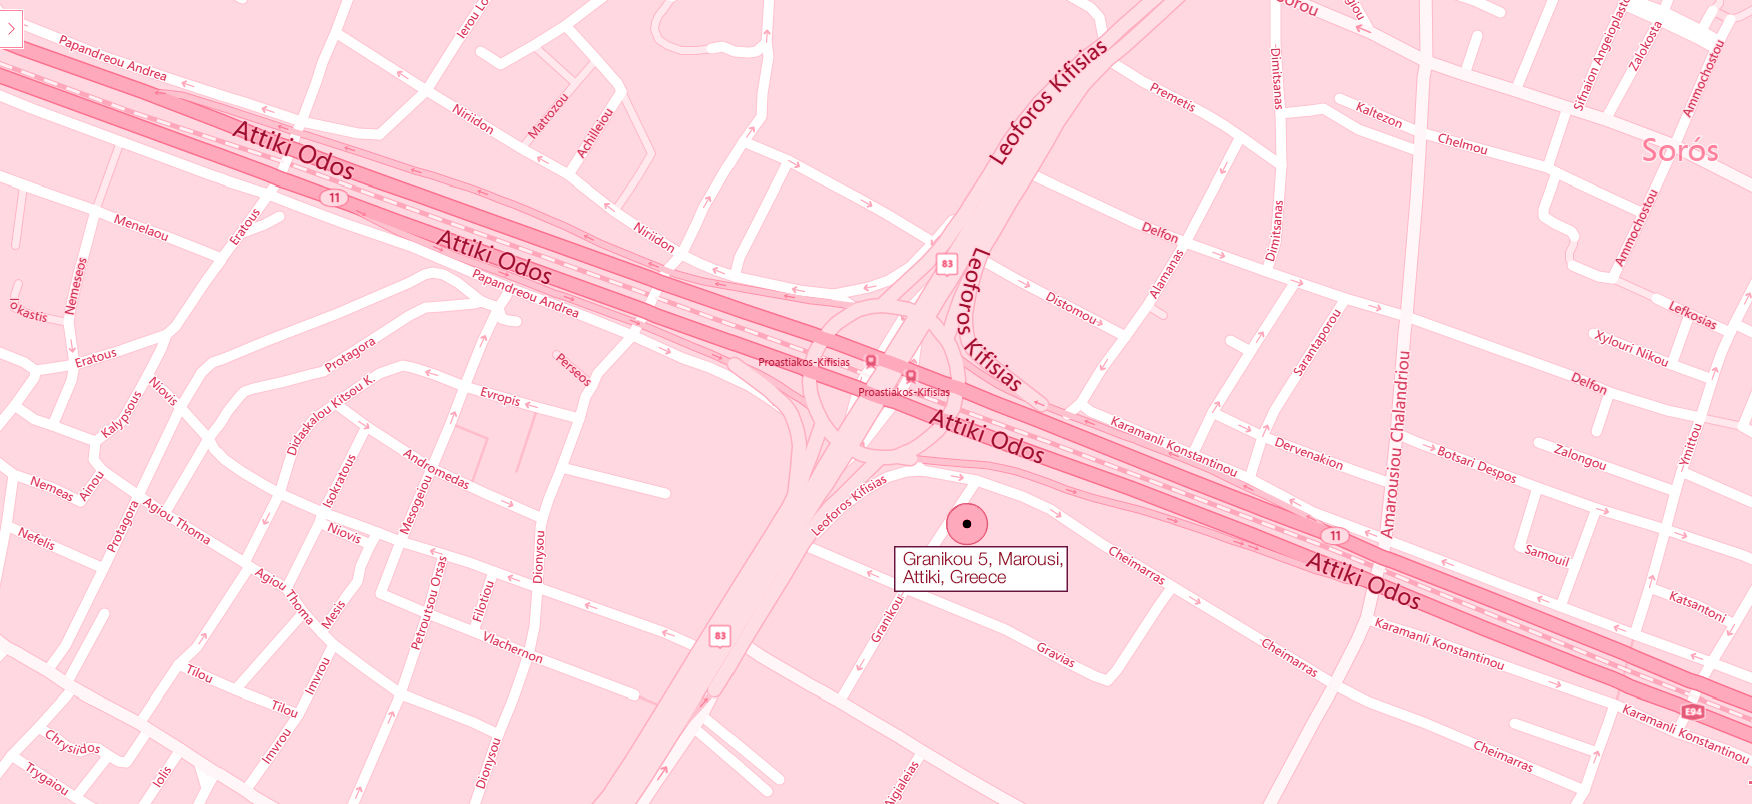 Papandreou Andrea
Ierou Lo
Niriidon
Matrozou
Achilleiou
Leoforos Kifisias
Premetis
Dimitsanas
Sorou
giou
Kaltezon
Chelmou
Sifnaion Angeioplasto
Zalokosta
Ammochostou
Sorós
Attiki Odos
11
Menelaou
Eratous
Attiki Odos
Niriidon
83
Leoforos Kifisias
Delfon
Alamanas
Dimitsanas
Ammochostou
Nemeseos
Iokastis
Papandreou Andrea
Distomou
Lefkosias
Xylouri Nikou
Eratous
Protagora
Perseos
Proastiakos-Kifisias
Proastiakos-Kifisias
Sarantaporou
Delfon
Niovis
Kalypsous
Didaskalou Kitsou K.
Evropis
Attiki Odos
Karamanli Konstantinou
Dervenakion
Amarousiou Chalandriou
Botsari Despos
Zalongou
Ymittou
Nemeas
Ainou
Isokratous
Andromedas
Mesogeiou
Leoforos Kifisias
Protagora
Agiou Thoma
Nefelis
Niovis
Dionysou
Granikou 5, Marousi,
Attiki, Greece
Cheimarras
11
Attiki Odos
Samouil
Katsantoni
Agiou Thoma
Mesis
Petroutsou Orsas
Filotiou
Vlachernon
83
Granikou
Gravias
Cheimarras
Karamanli Konstantinou
Tilou
Tilou
Imvrou
Imvrou
Dionysou
E94
Karamanli Konstantinou
Cheimarras
Chrysiidos
Trygaiou
Iolis
Aigialeias